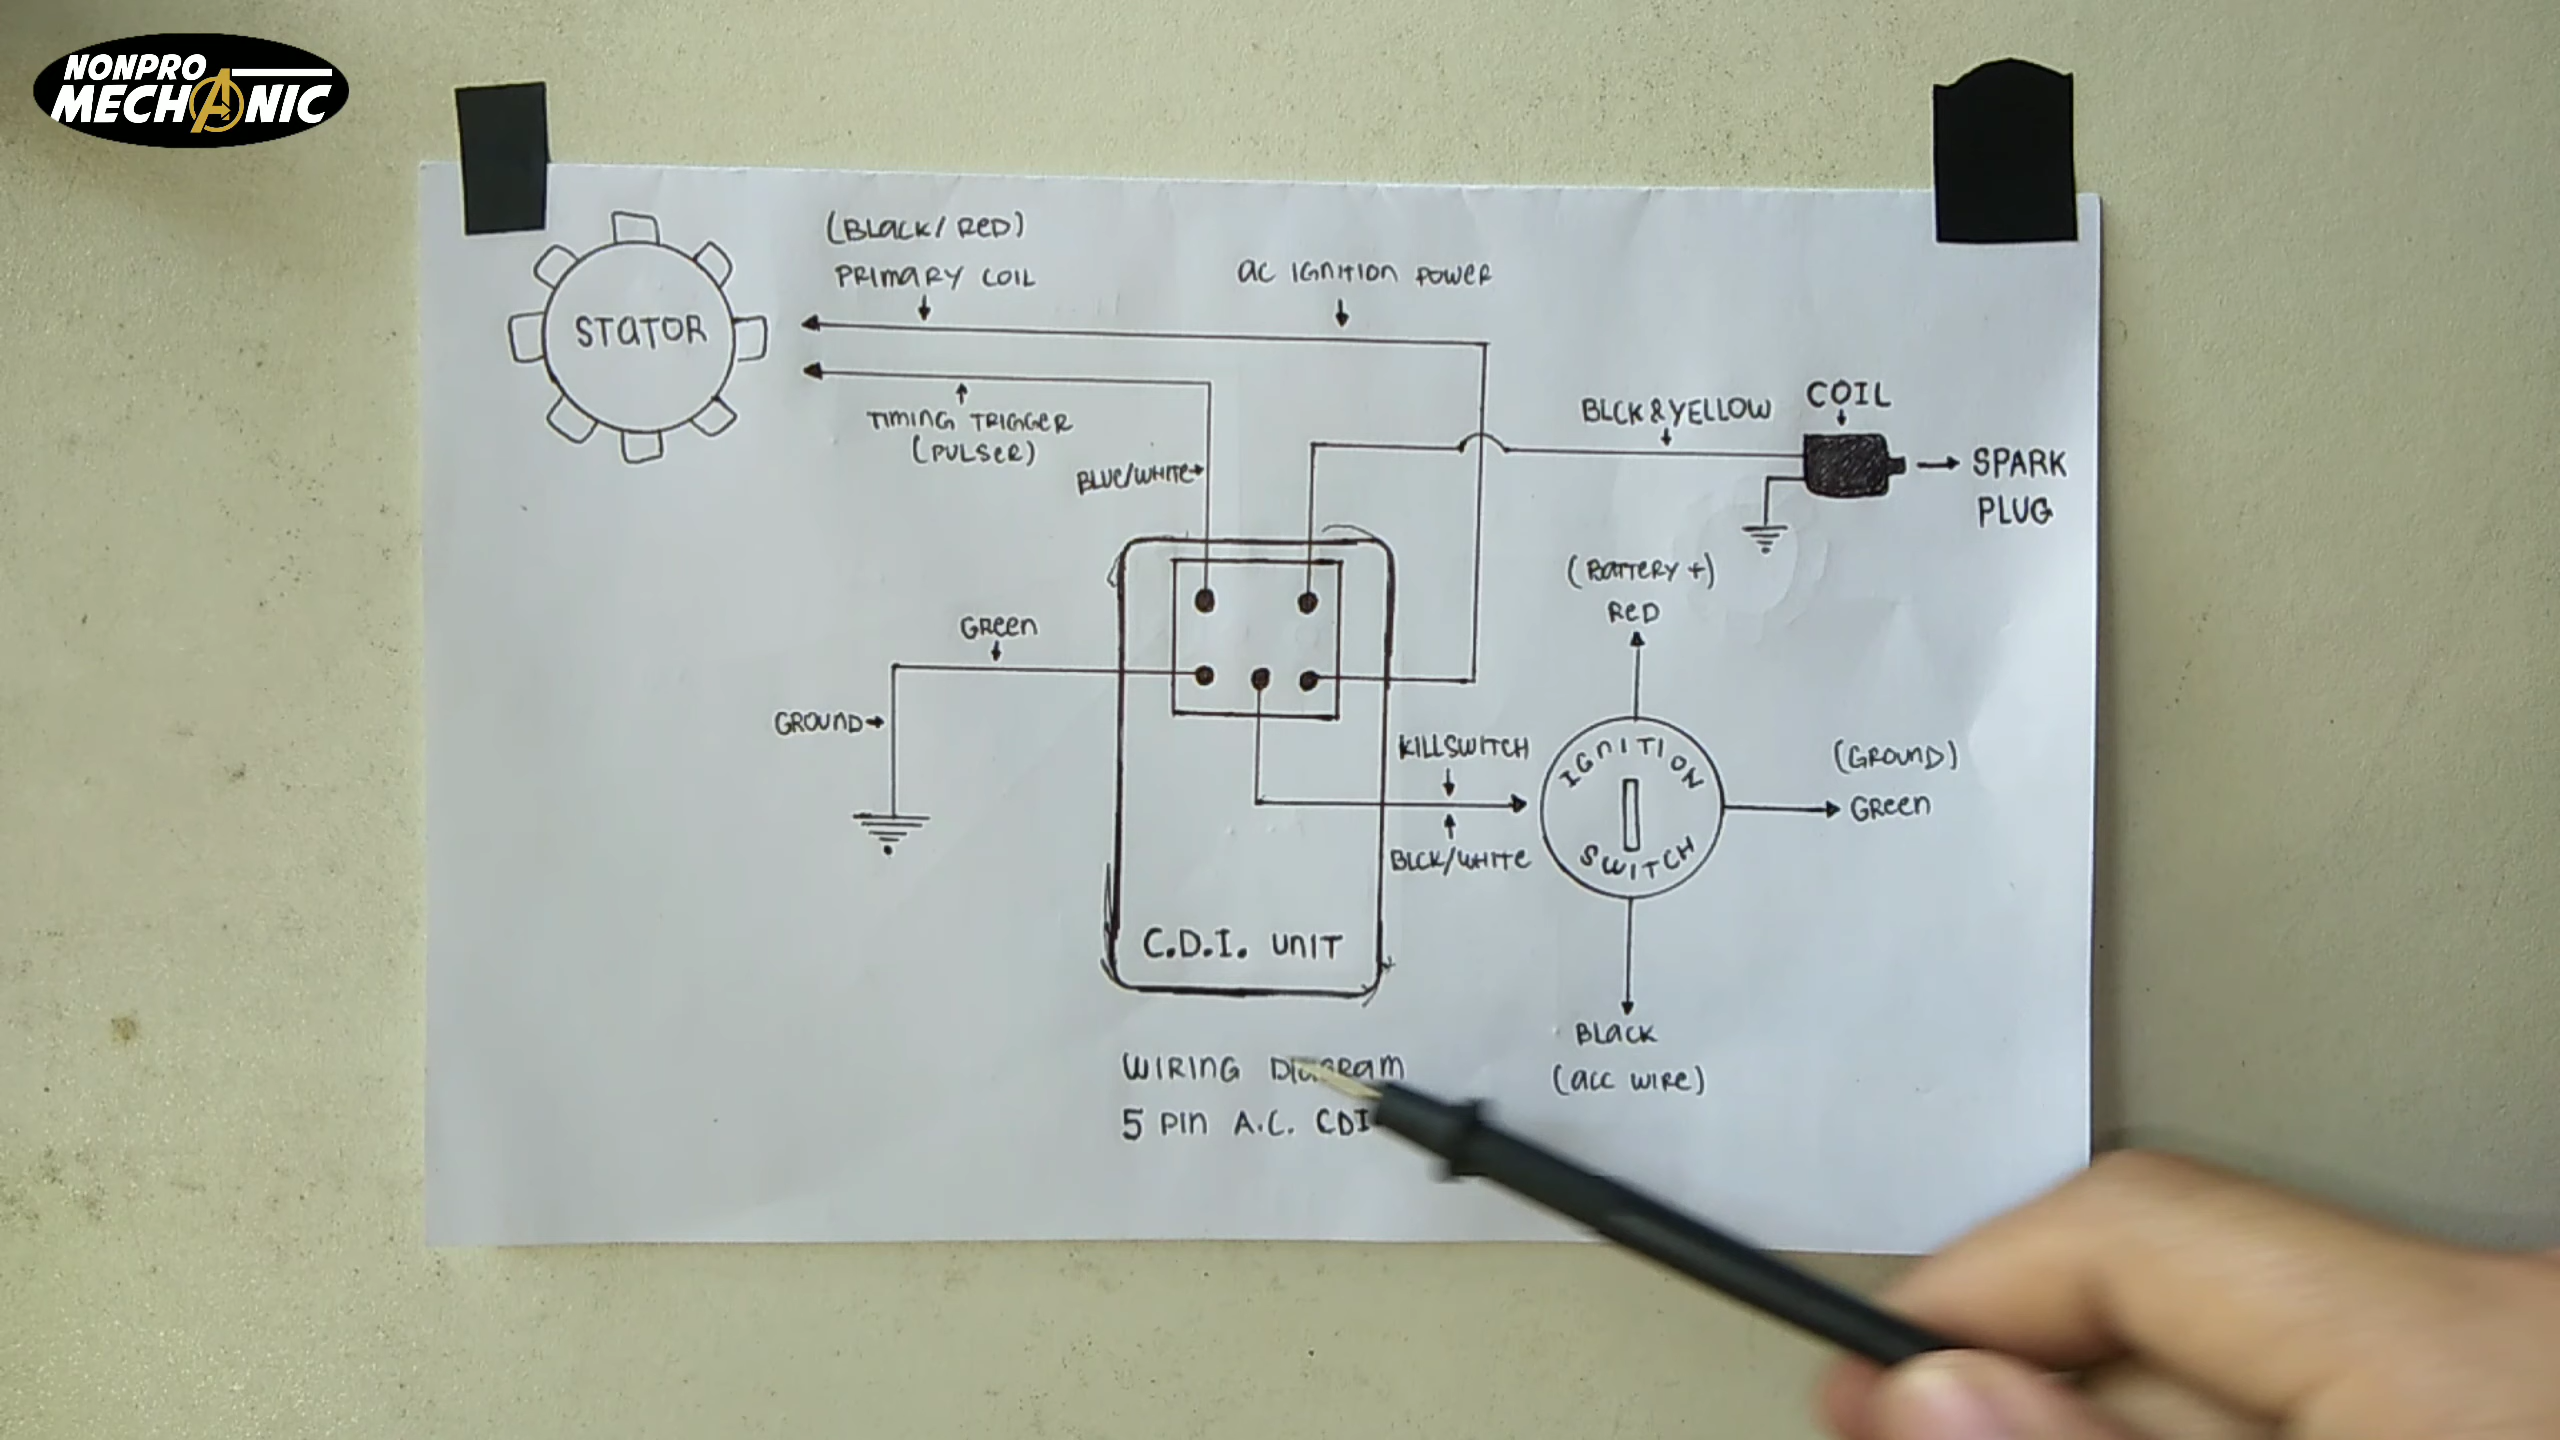 NONPRO
MECHANIC
(BLACK/RED)
PRIMARY COIL
AC IGNITION POWER
STATOR
TIMING TRIGGER
(PULSER)
BLUE/WHITE
BLCK & YELLOW
COIL
SPARK
PLUG
(BATTERY +)
RED
GREEN
GROUND
KILLSWITCH
BLCK/WHITE
IGNITION
SWITCH
(GROUND)
GREEN
C.D.I. UNIT
BLACK
(ACC WIRE)
WIRING DIAGRAM
5 PIN A.C. CDI